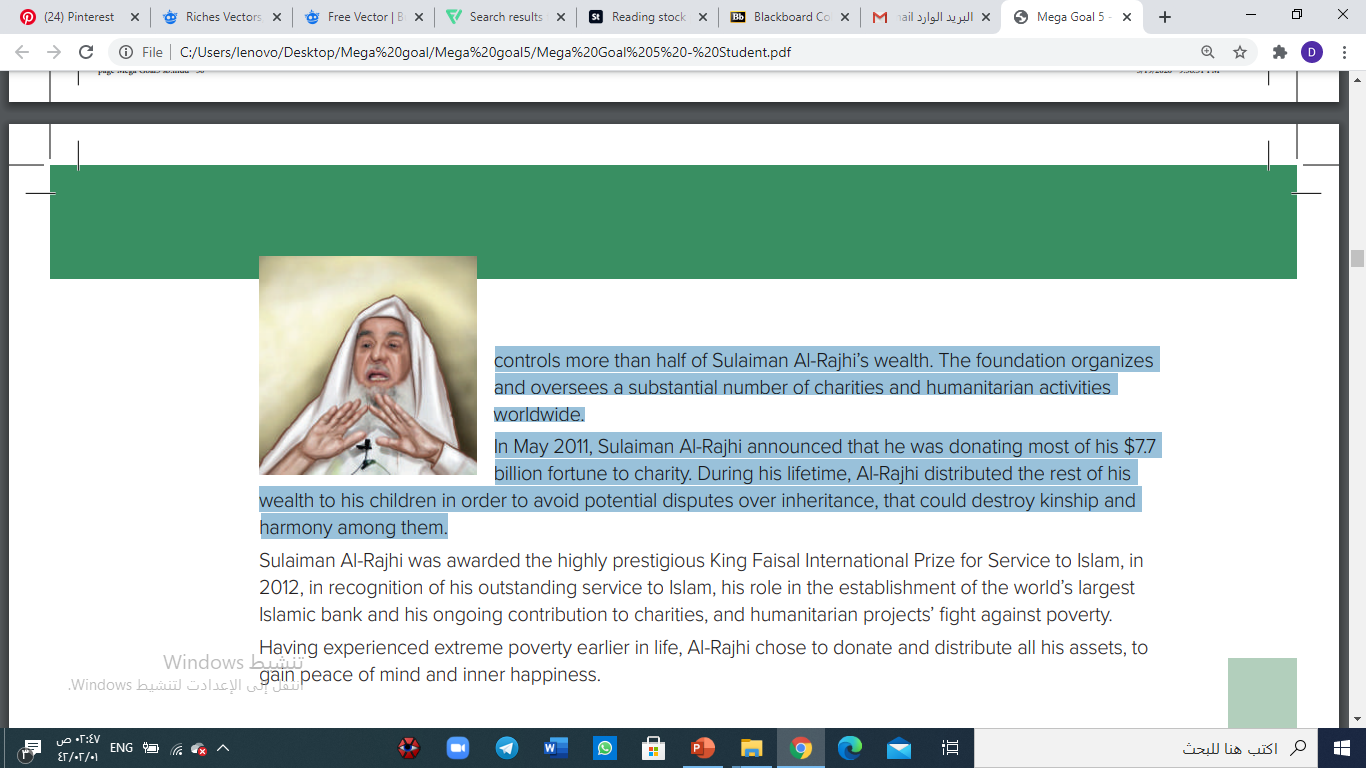 (24) Pinterest
Riches Vectors
Free Vector | B
Search results
Reading stock
Blackboard Co
البريد الوارد
Mega Goal 5 -
File
C:/Users/lenovo/Desktop/Mega%20goal/Mega%20goal5/Mega%20Goal%205%20-%20Student.pdf
controls more than half of Sulaiman Al-Rajhi’s wealth. The foundation organizes
and oversees a substantial number of charities and humanitarian activities
worldwide.
In May 2011, Sulaiman Al-Rajhi announced that he was donating most of his $7.7
billion fortune to charity. During his lifetime, Al-Rajhi distributed the rest of his
wealth to his children in order to avoid potential disputes over inheritance, that could destroy kinship and
harmony among them.
Sulaiman Al-Rajhi was awarded the highly prestigious King Faisal International Prize for Service to Islam, in
2012, in recognition of his outstanding service to Islam, his role in the establishment of the world’s largest
Islamic bank and his ongoing contribution to charities, and humanitarian projects’ fight against poverty.
Having experienced extreme poverty earlier in life, Al-Rajhi chose to donate and distribute all his assets, to
gain peace of mind and inner happiness.
تنشيط Windows
انتقل إلى الإعدادات لتنشيط Windows.
ENG
٠٢:٤٧ ص
٤٢/٠٢/٠١
اكتب هنا للبحث